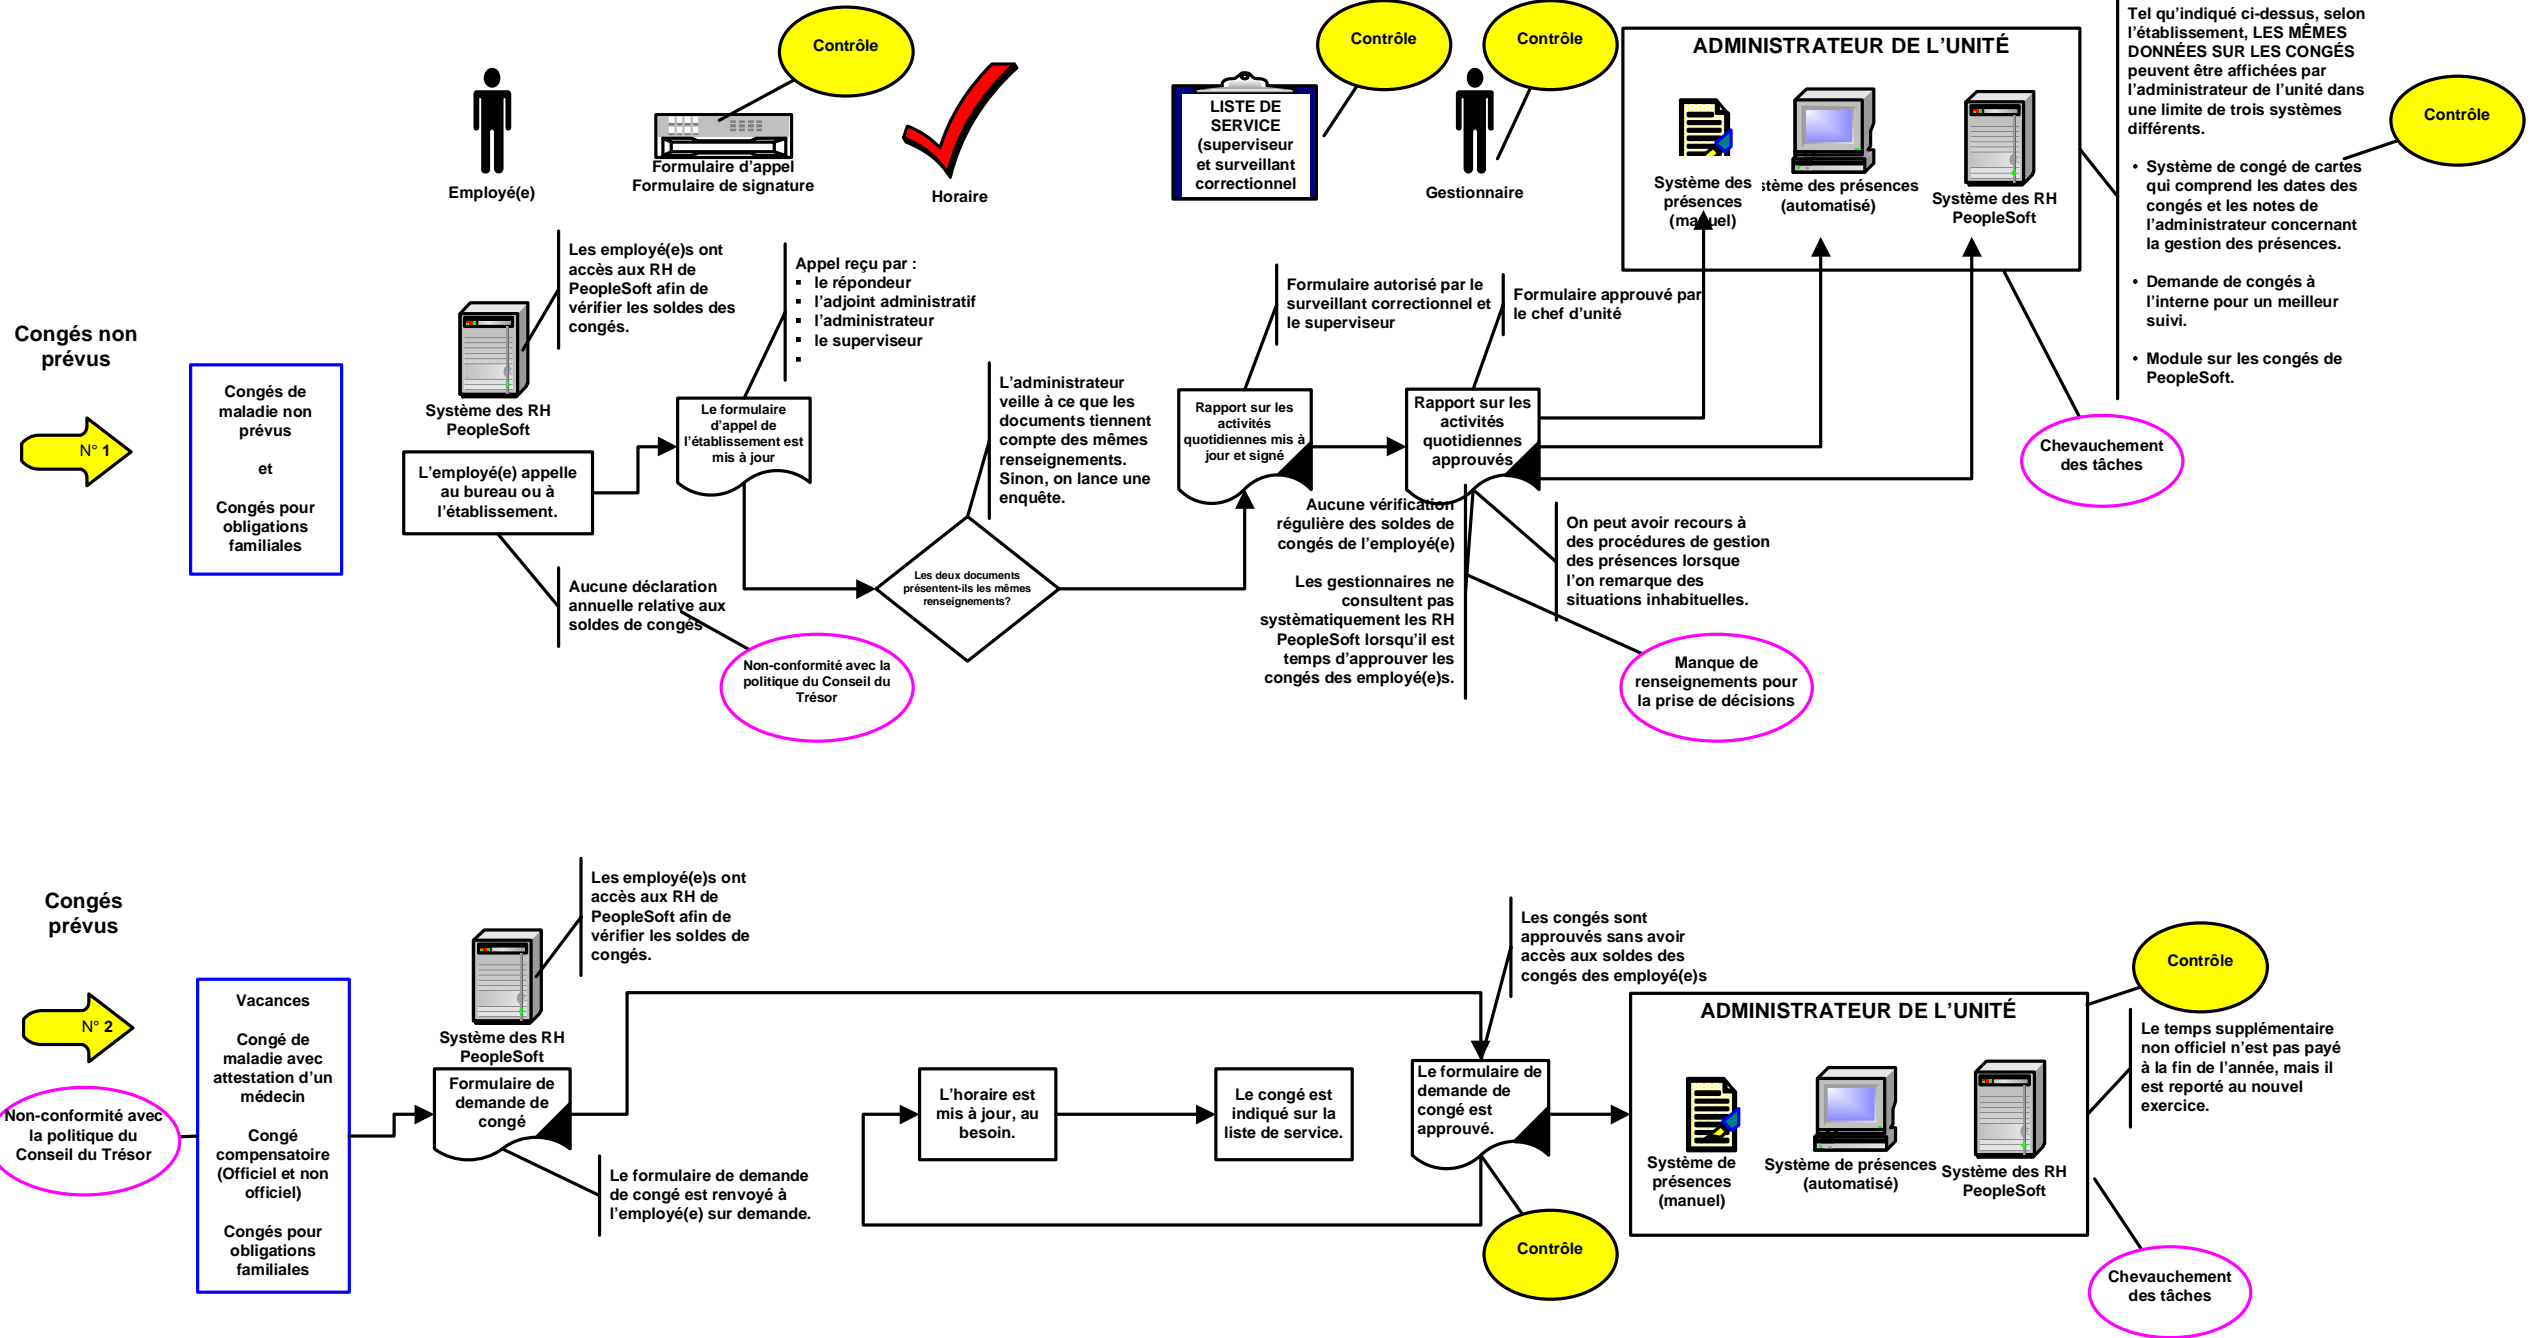 Contrôle
Contrôle
Contrôle
ADMINISTRATEUR DE L'UNITÉ
Tel qu'indiqué ci-dessus, selon
l'établissement, LES MÊMES
DONNÉES SUR LES CONGÉS
peuvent être affichées par
l'administrateur de l'unité dans
une limite de trois systèmes
différents.
• Système de congé de cartes
qui comprend les dates des
congés et les notes de
l'administrateur concernant
la gestion des présences.
• Demande de congés à
l'interne pour un meilleur
suivi.
• Module sur les congés de
PeopleSoft.
Contrôle
Employé(e)
Formulaire d'appel
Formulaire de signature
Horaire
LISTE DE
SERVICE
(superviseur
et surveillant
correctionnel
Gestionnaire
Système des
présences
(manuel)
stème des présences
(automatisé)
Système des RH
PeopleSoft
Congés non
prévus
N° 1
Congés de
maladie non
prévus
et
Congés pour
obligations
familiales
Les employé(e)s ont
accès aux RH de
PeopleSoft afin de
vérifier les soldes des
congés.
Système des RH
PeopleSoft
L'employé(e) appelle
au bureau ou à
l'établissement.
Aucune déclaration
annuelle relative aux
soldes de congés
Non-conformité avec la
politique du Conseil du
Trésor
Appel reçu par :
▪ le répondeur
▪ l'adjoint administratif
▪ l'administrateur
▪ le superviseur
▪
Le formulaire
d'appel de
l'établissement est
mis à jour
L'administrateur
veille à ce que les
documents tiennent
compte des mêmes
renseignements.
Sinon, on lance une
enquête.
Les deux documents
présentent-ils les mêmes
renseignements?
Formulaire autorisé par le
surveillant correctionnel et
le superviseur
Rapport sur les
activités
quotidiennes mis à
jour et signé
Formulaire approuvé par
le chef d'unité
Rapport sur les
activités
quotidiennes
approuvés
Aucune vérification
régulière des soldes de
congés de l'employé(e)
Les gestionnaires ne
consultent pas
systèmatiquement les RH
PeopleSoft lorsqu'il est
temps d'approuver les
congés des employé(e)s.
On peut avoir recours à
des procédures de gestion
des présences lorsque
l'on remarque des
situations inhabituelles.
Manque de
renseignements pour
la prise de décisions
Chevauchement
des tâches
Congés
prévus
N° 2
Non-conformité avec
la politique du
Conseil du Trésor
Vacances
Congé de
maladie avec
attestation d'un
médecin
Congé
compensatoire
(Officiel et non
officiel)
Congés pour
obligations
familiales
Les employé(e)s ont
accès aux RH de
PeopleSoft afin de
vérifier les soldes de
congés.
Système des RH
PeopleSoft
Formulaire de
demande de
congé
Le formulaire de demande
de congé est renvoyé à
l'employé(e) sur demande.
L'horaire est
mis à jour, au
besoin.
Le congé est
indiqué sur la
liste de service.
Les congés sont
approuvés sans avoir
accès aux soldes des
congés des employé(e)s
Le formulaire de
demande de
congé est
approuvé.
Contrôle
ADMINISTRATEUR DE L'UNITÉ
Système de
présences
(manuel)
Système de présences
(automatisé)
Système des RH
PeopleSoft
Contrôle
Le temps supplémentaire
non officiel n'est pas payé
à la fin de l'année, mais il
est reporté au nouvel
exercice.
Chevauchement
des tâches